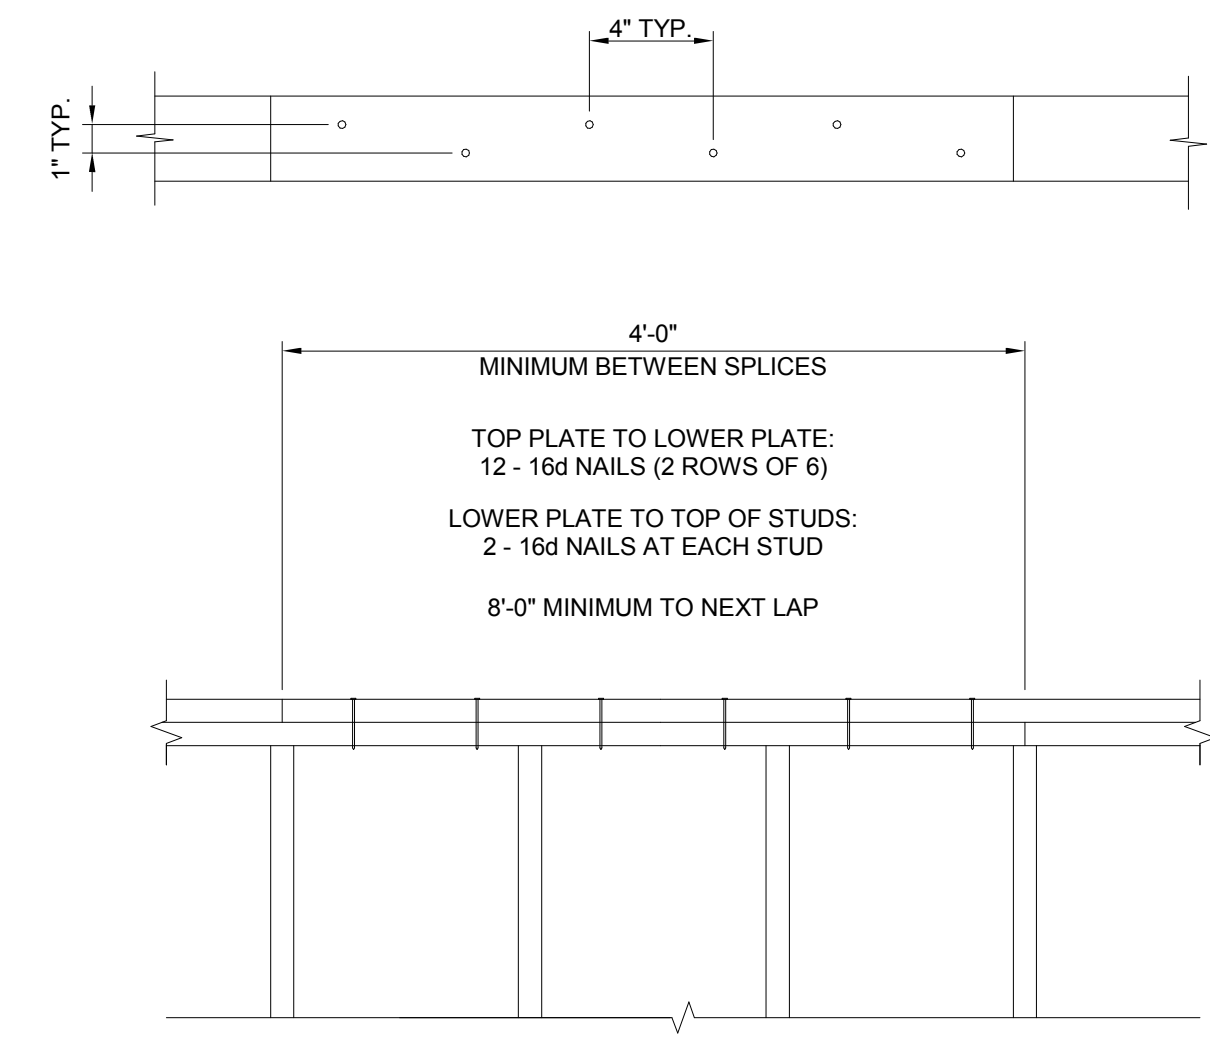 4" TYP.
1" TYP.
4'-0"
MINIMUM BETWEEN SPLICES
TOP PLATE TO LOWER PLATE:
12 - 16d NAILS (2 ROWS OF 6)
LOWER PLATE TO TOP OF STUDS:
2 - 16d NAILS AT EACH STUD
8'-0" MINIMUM TO NEXT LAP